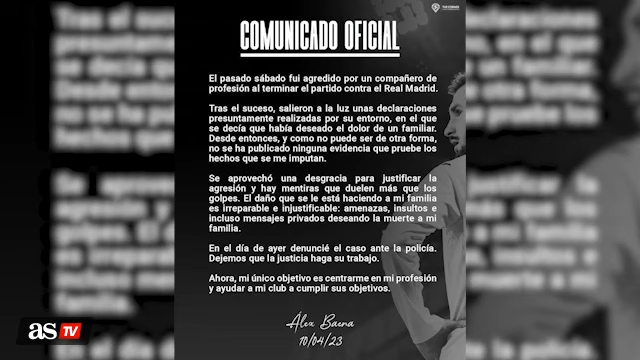 COMUNICADO OFICIAL
El pasado sábado fui agredido por un compañero de
profesión al terminar el partido contra el Real Madrid.
Tras el suceso, salieron a la luz unas declaraciones
presuntamente realizadas por su entorno, en el que
se decía que había deseado el dolor de un familiar.
Desde entonces, y como no puede ser de otra forma,
no se ha publicado ninguna evidencia que pruebe los
hechos que se me imputan.
Se aprovechó una desgracia para justificar la
agresión y hay mentiras que duelen más que los
golpes. El daño que se le está haciendo a mi familia
es irreparable e injustificable: amenazas, insultos e
incluso mensajes privados deseando la muerte a mi
familia.
En el día de ayer denuncié el caso ante la policía.
Dejemos que la justicia haga su trabajo.
Ahora, mi único objetivo es centrarme en mi profesión
y ayudar a mi club a cumplir sus objetivos.
Álex Baena
10/04/23
as TV